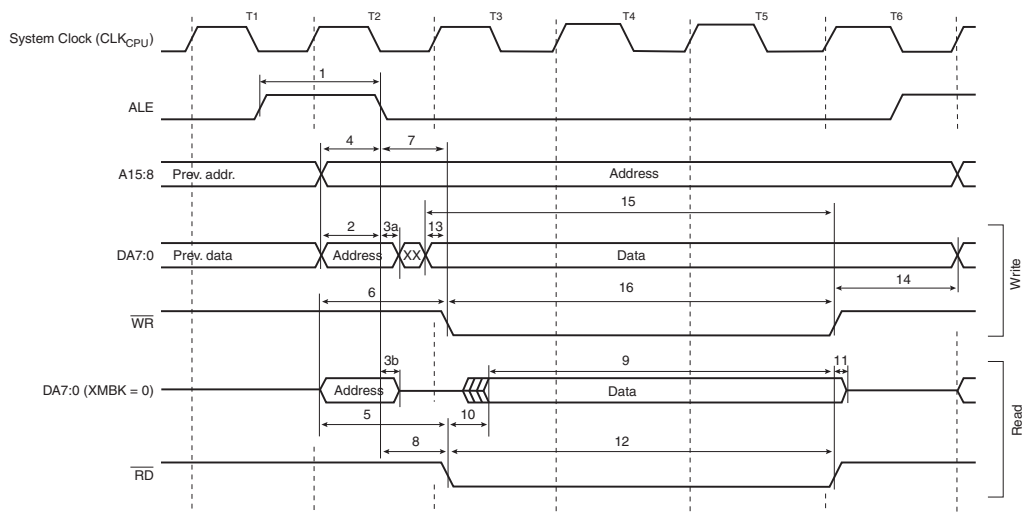 T1 T2 T3 T4 T5 T6
System Clock (CLKCPU)
1
ALE
4 7
A15:8 Prev. addr. Address
15
2 3a 13
DA7:0 Prev. data Address XX Data
6 16 14
WR
Write
3b 9 11
DA7:0 (XMBK = 0) Address Data
5 10
8 12
RD
Read